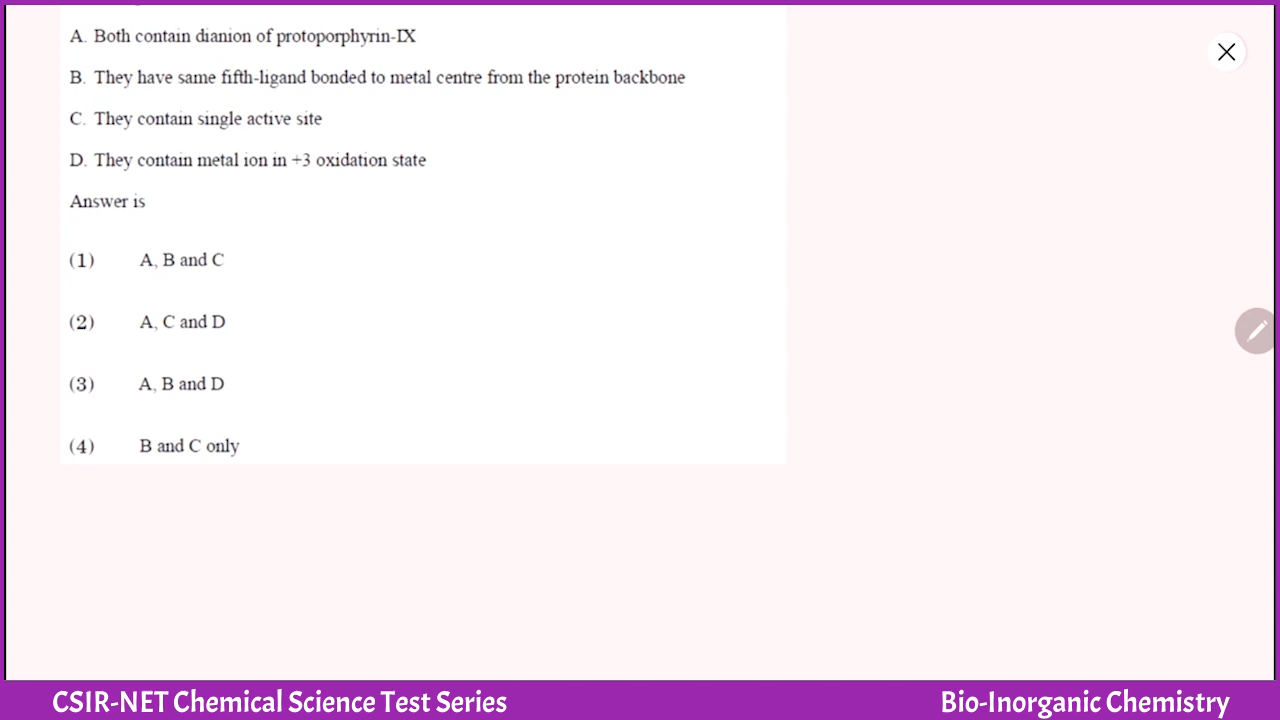 A. Both contain dianion of protoporphyrin-IX
B. They have same fifth-ligand bonded to metal centre from the protein backbone
C. They contain single active site
D. They contain metal ion in +3 oxidation state
Answer is
(1) A, B and C
(2) A, C and D
(3) A, B and D
(4) B and C only
CSIR-NET Chemical Science Test Series
Bio-Inorganic Chemistry